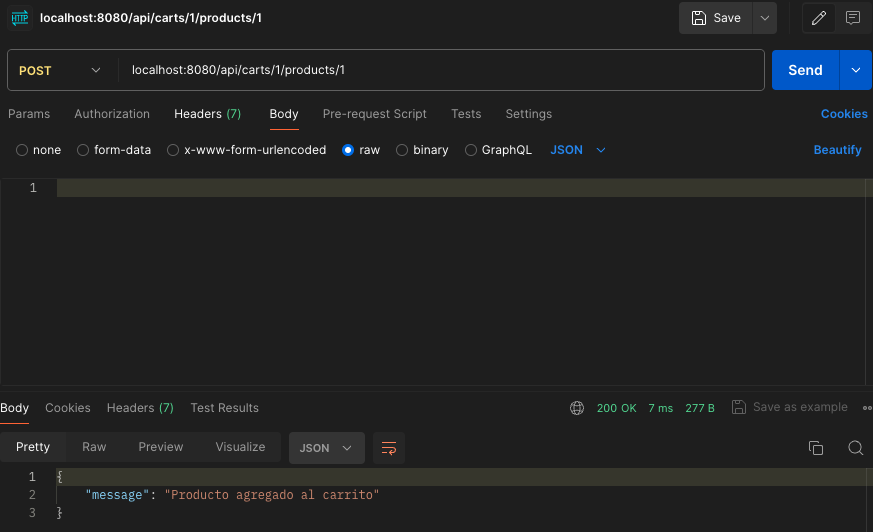 HTTP localhost:8080/api/carts/1/products/1 Save
POST localhost:8080/api/carts/1/products/1 Send
Params Authorization Headers (7) Body Pre-request Script Tests Settings Cookies
none form-data x-www-form-urlencoded raw binary GraphQL JSON Beautify
1
Body Cookies Headers (7) Test Results 200 OK 7 ms 277 B Save as example
Pretty Raw Preview Visualize JSON
1 {
2 "message": "Producto agregado al carrito"
3 }